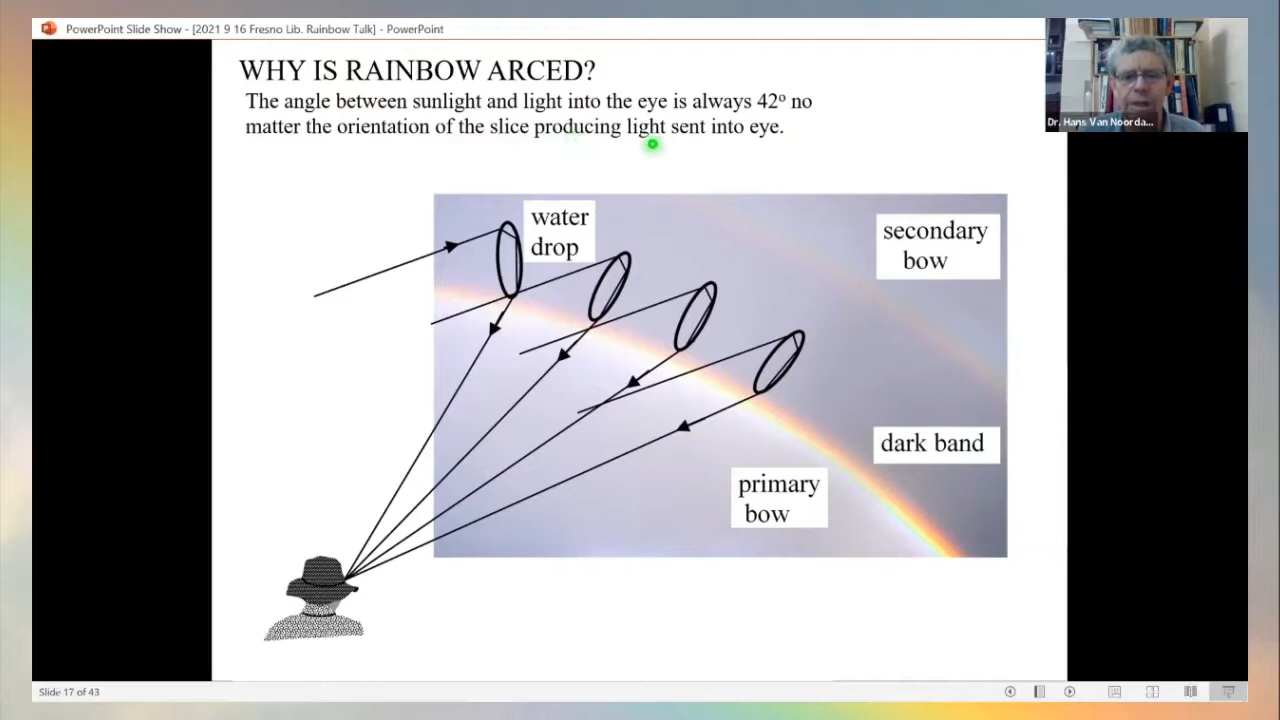 PowerPoint Slide Show - [2021 9 16 Fresno Lib. Rainbow Talk] - PowerPoint
Dr. Hans Van Noorda...
WHY IS RAINBOW ARCED?
The angle between sunlight and light into the eye is always 42º no
matter the orientation of the slice producing light sent into eye.
water
drop
secondary
bow
dark band
primary
bow
Slide 17 of 43